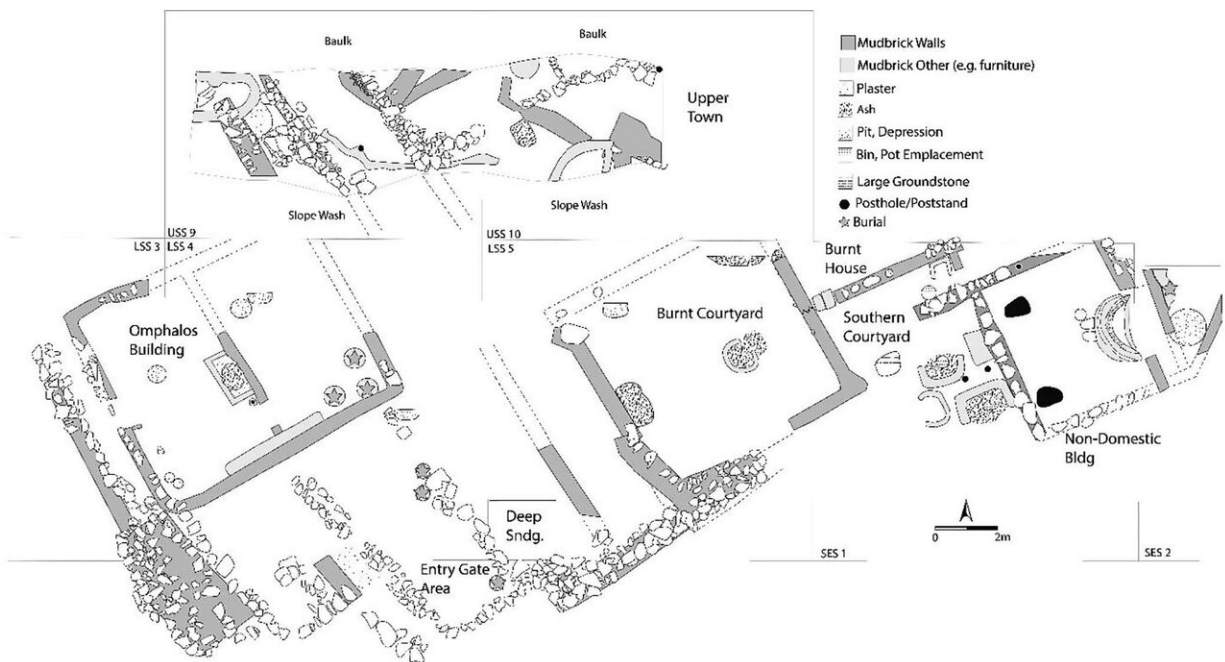 Baulk
Baulk
Upper
Town
Mudbrick Walls
Mudbrick Other (e.g. furniture)
Plaster
Ash
Pit, Depression
Bin, Pot Emplacement
Large Groundstone
Posthole/Poststand
Burial
Slope Wash
Slope Wash
USS 9
LSS 3
LSS 4
USS 10
LSS 5
Burnt
House
Omphalos
Building
Burnt Courtyard
Southern
Courtyard
Non-Domestic
Bldg
Deep
Sndg.
Entry Gate
Area
0
2m
SES 1
SES 2